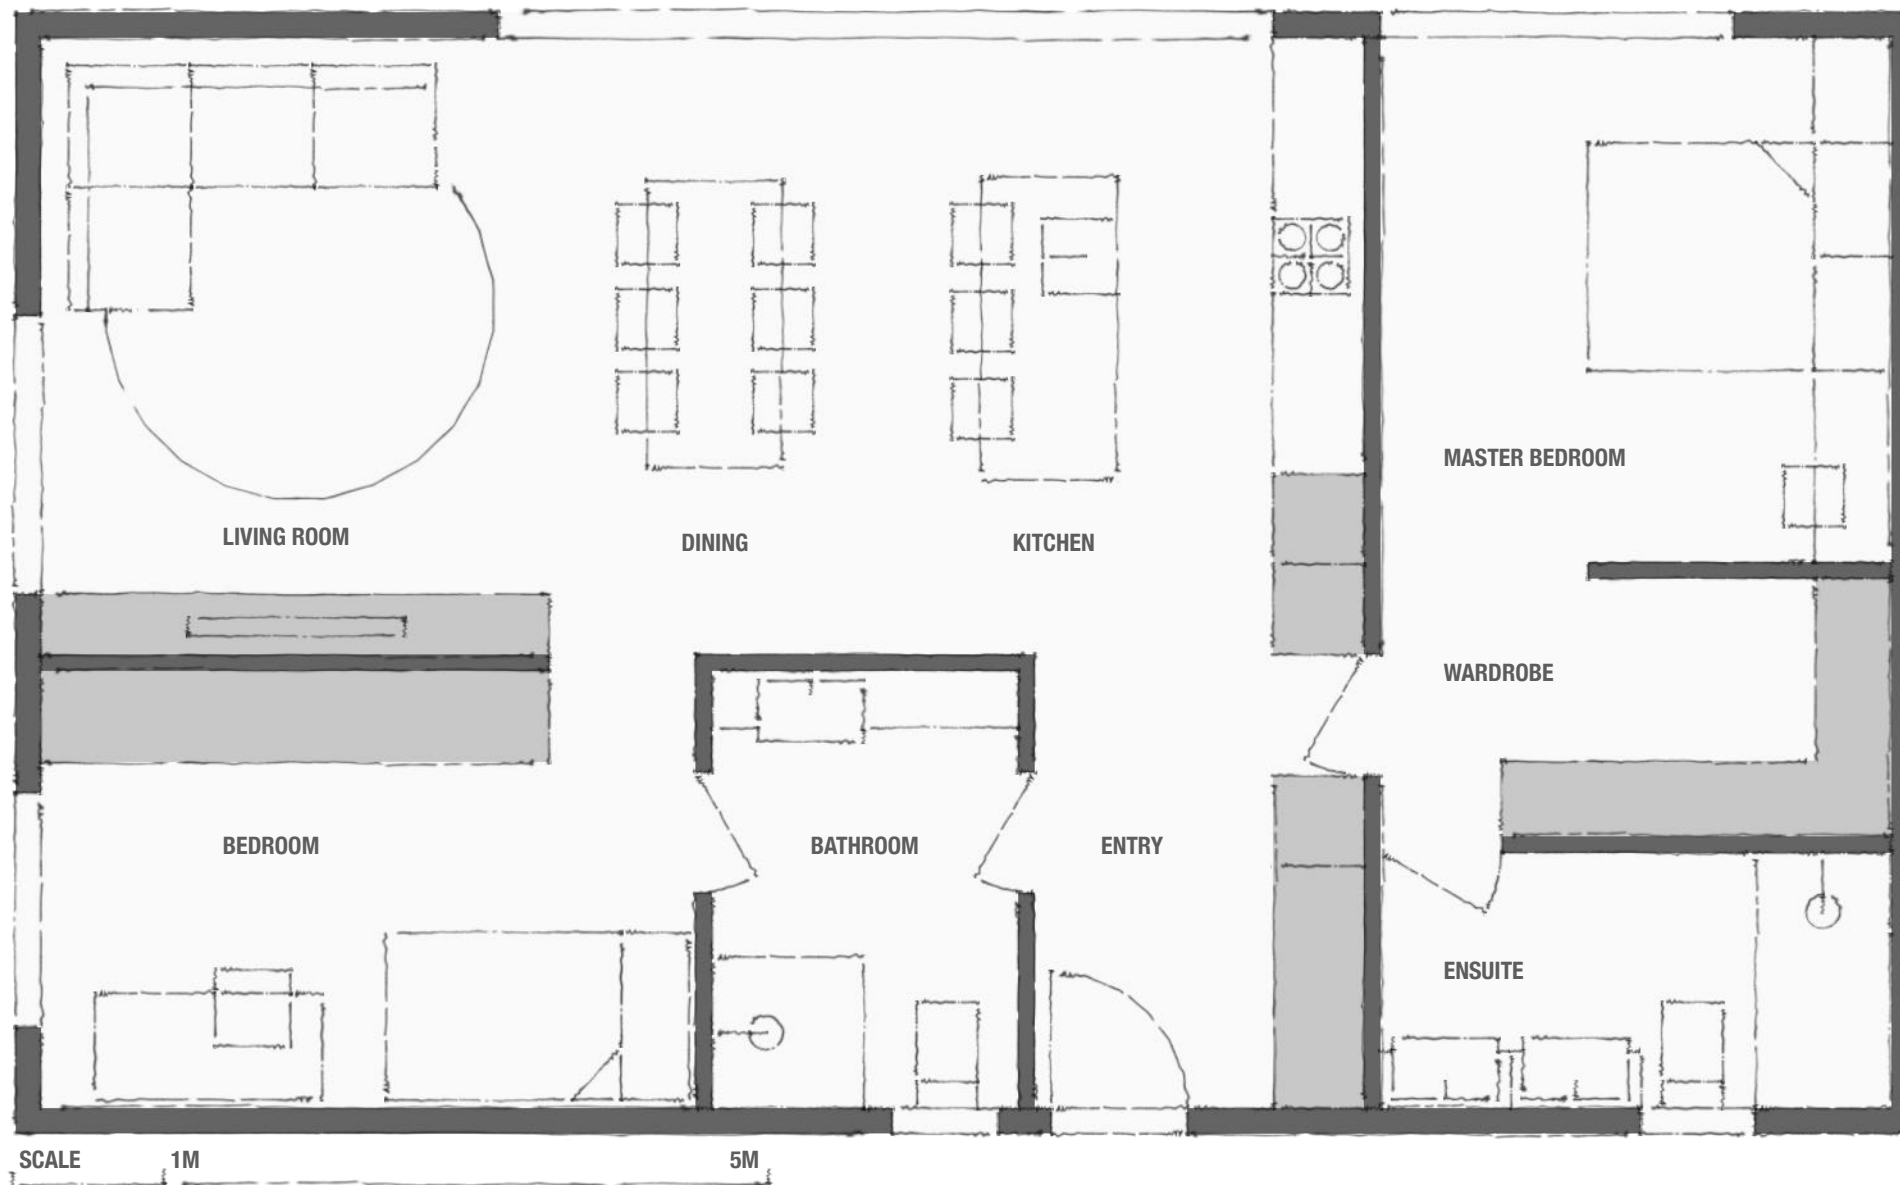 MASTER BEDROOM
LIVING ROOM
DINING
KITCHEN
WARDROBE
BEDROOM
BATHROOM
ENTRY
ENSUITE
SCALE 1M 5M